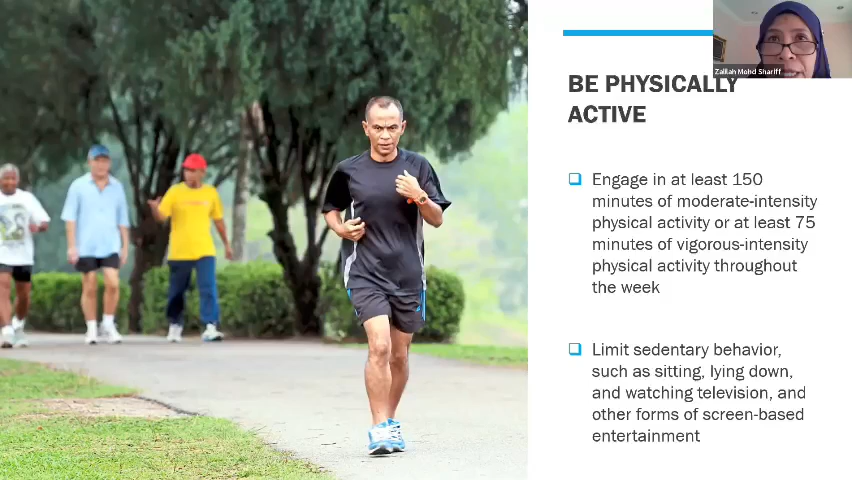 Zalilah Mohd Shariff
BE PHYSICALLY
ACTIVE
Engage in at least 150
minutes of moderate-intensity
physical activity or at least 75
minutes of vigorous-intensity
physical activity throughout
the week
Limit sedentary behavior,
such as sitting, lying down,
and watching television, and
other forms of screen-based
entertainment